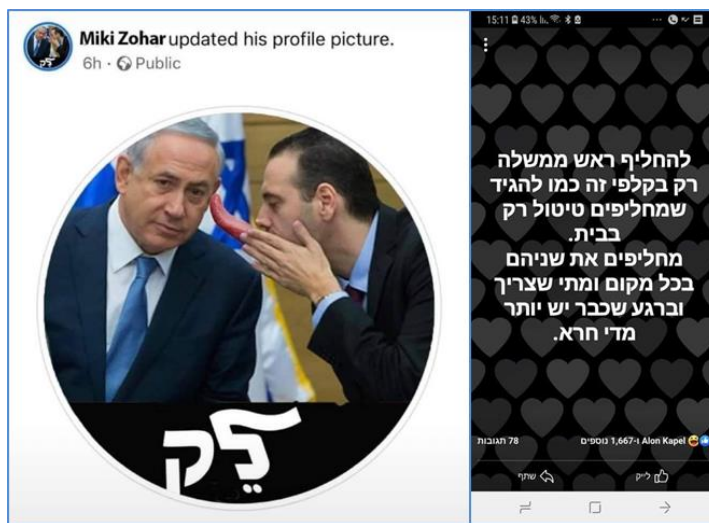 Miki Zohar updated his profile picture.
6h · Public
לק
15:11 43%
להחליף ראש ממשלה
רק בקלפי זה כמו להגיד
שמחליפים טיטול רק
בבית.
מחליפים את שניהם
בכל מקום ומתי שצריך
וברגע שכבר יש יותר
מדי חרא.
Alon Kapel ו-1,667 נוספים
78 תגובות
לייק
שתף